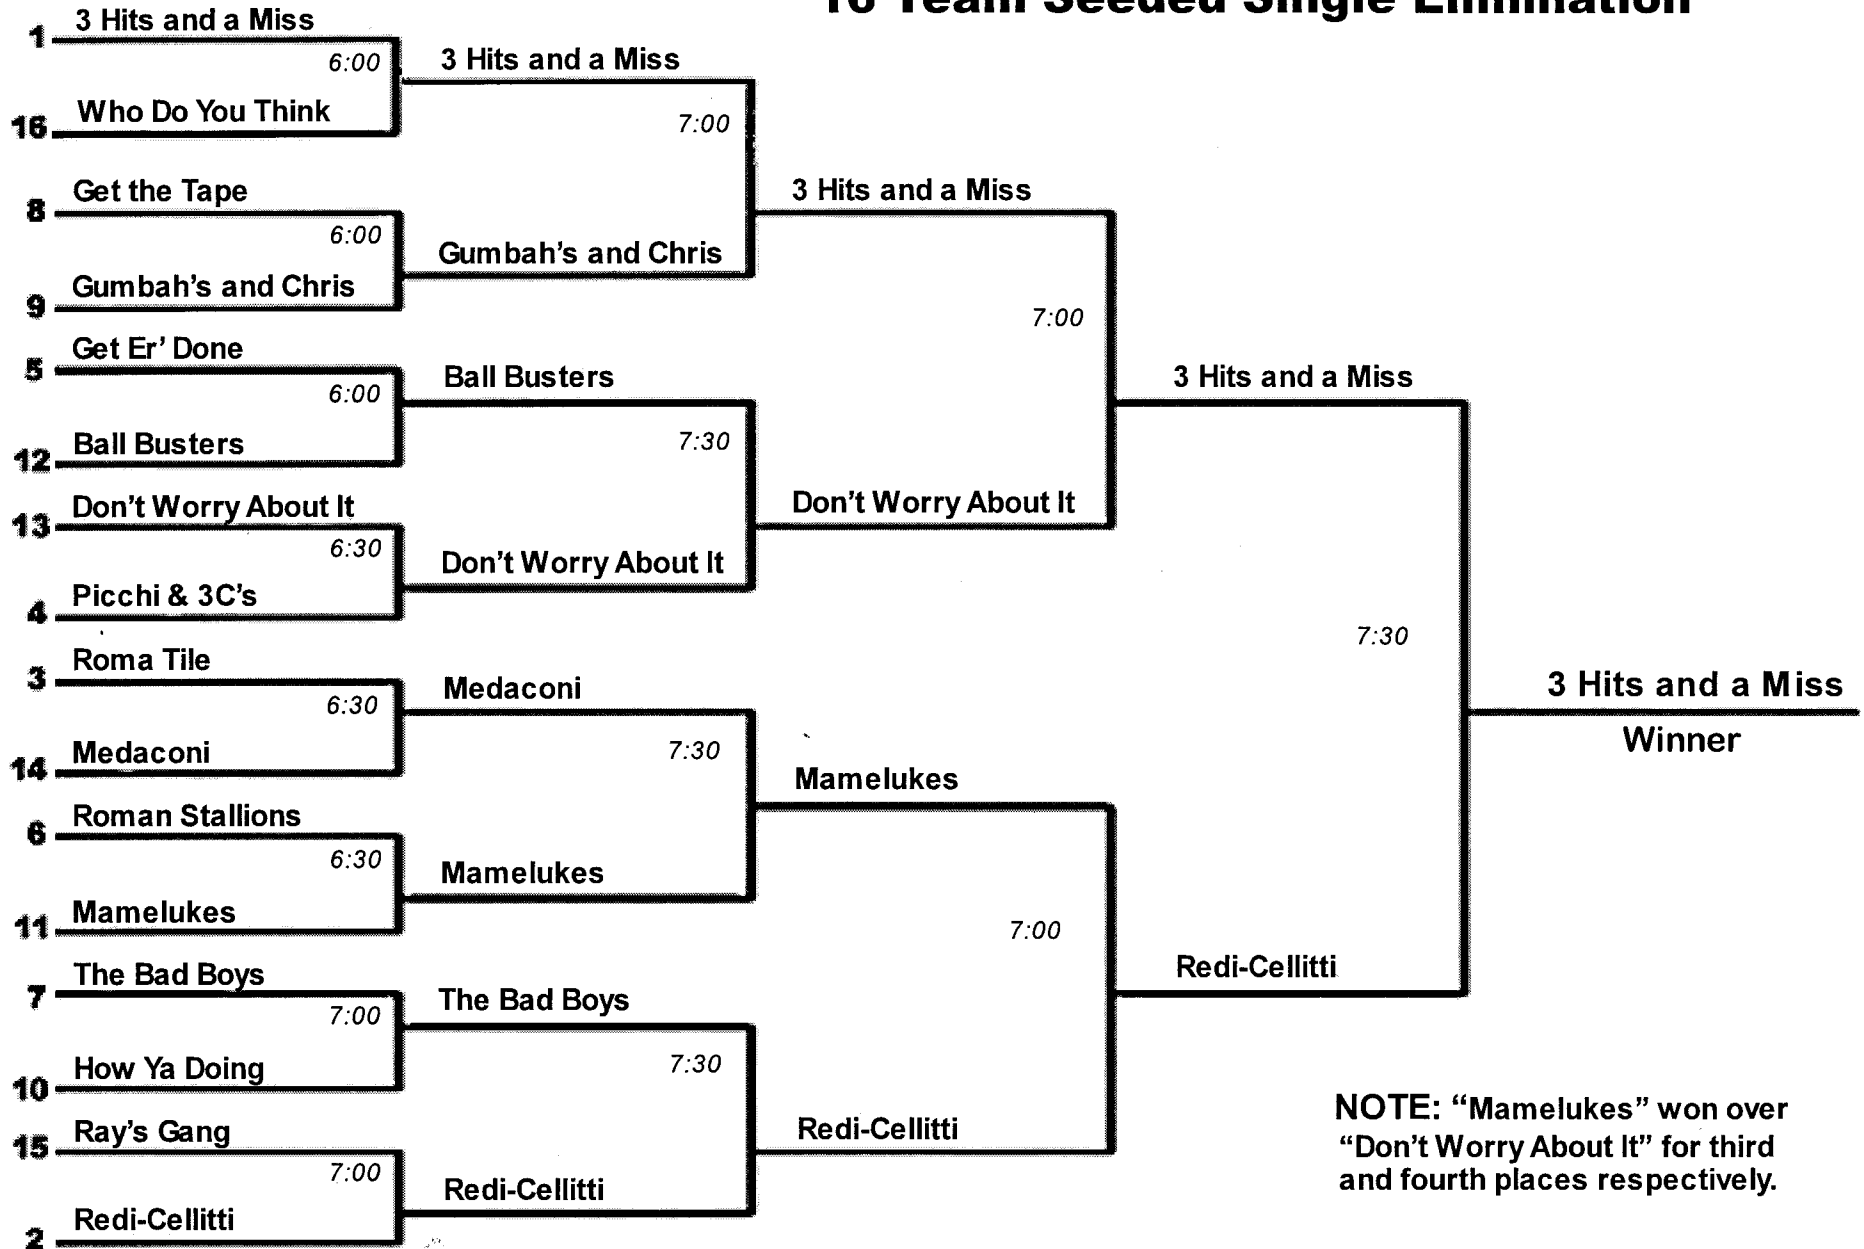 16 Team Seeded Single Elimination
1 3 Hits and a Miss
6:00
16 Who Do You Think
8 Get the Tape
6:00
9 Gumbah's and Chris
5 Get Er' Done
6:00
12 Ball Busters
13 Don't Worry About It
6:30
4 Picchi & 3C's
3 Roma Tile
6:30
14 Medaconi
6 Roman Stallions
6:30
11 Mamelukes
7 The Bad Boys
7:00
10 How Ya Doing
15 Ray's Gang
7:00
2 Redi-Cellitti
3 Hits and a Miss
7:00
Gumbah's and Chris
Ball Busters
7:30
Don't Worry About It
Medaconi
7:30
Mamelukes
The Bad Boys
7:30
Redi-Cellitti
3 Hits and a Miss
7:00
Don't Worry About It
Mamelukes
7:00
Redi-Cellitti
3 Hits and a Miss
7:30
Redi-Cellitti
3 Hits and a Miss
Winner
NOTE: “Mamelukes” won over
“Don't Worry About It” for third
and fourth places respectively.